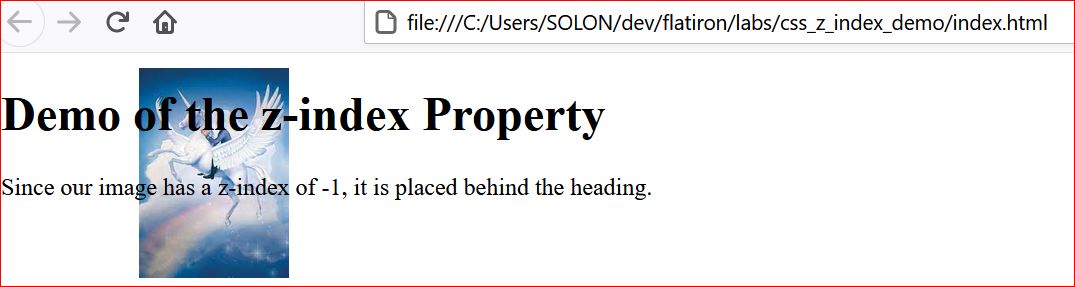 file:///C:/Users/SOLON/dev/flatiron/labs/css_z_index_demo/index.html
Demo of the z-index Property
Since our image has a z-index of -1, it is placed behind the heading.